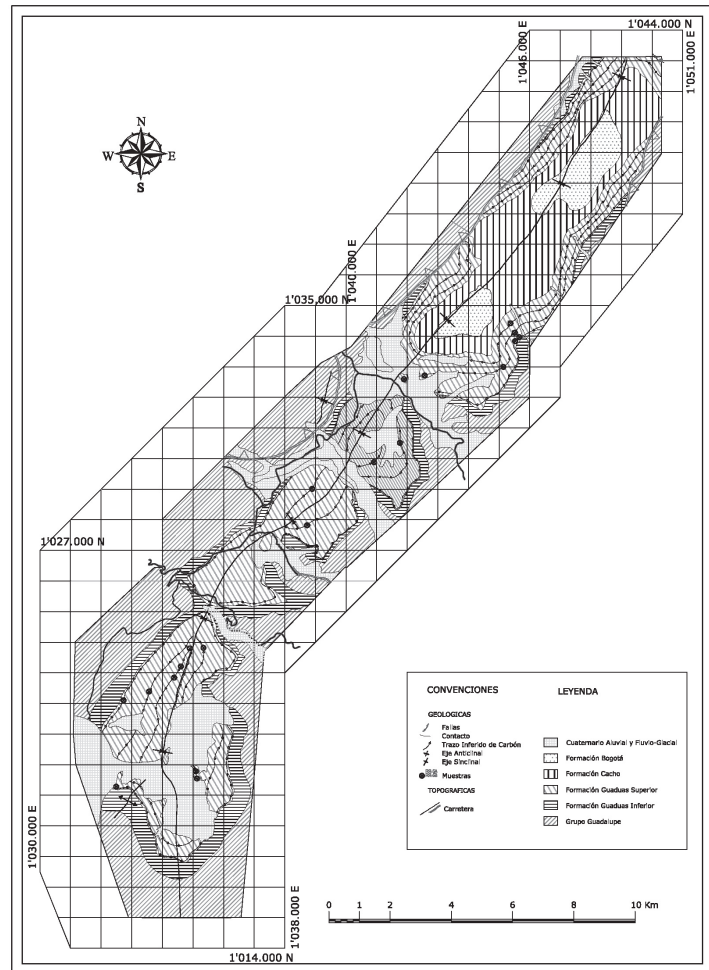 1'044.000 N
1'046.000 E
1'051.000 E
N
W E
S
1'040.000 E
1'035.000 N
1'027.000 N
CONVENCIONES
LEYENDA
GEOLOGICAS
Fallas
Contacto
Trazo Inferido de Carbón
Eje Anticinal
Eje Sinclinal
Muestras
TOPOGRAFICAS
Carretera
Cuaternario Aluvial y Fluvio-Glacial
Formación Bogotá
Formación Cacho
Formación Guaduas Superior
Formación Guaduas Inferior
Grupo Guadalupe
1'030.000 E
1'038.000 E
1'014.000 N
0 1 2 4 6 8 10 Km